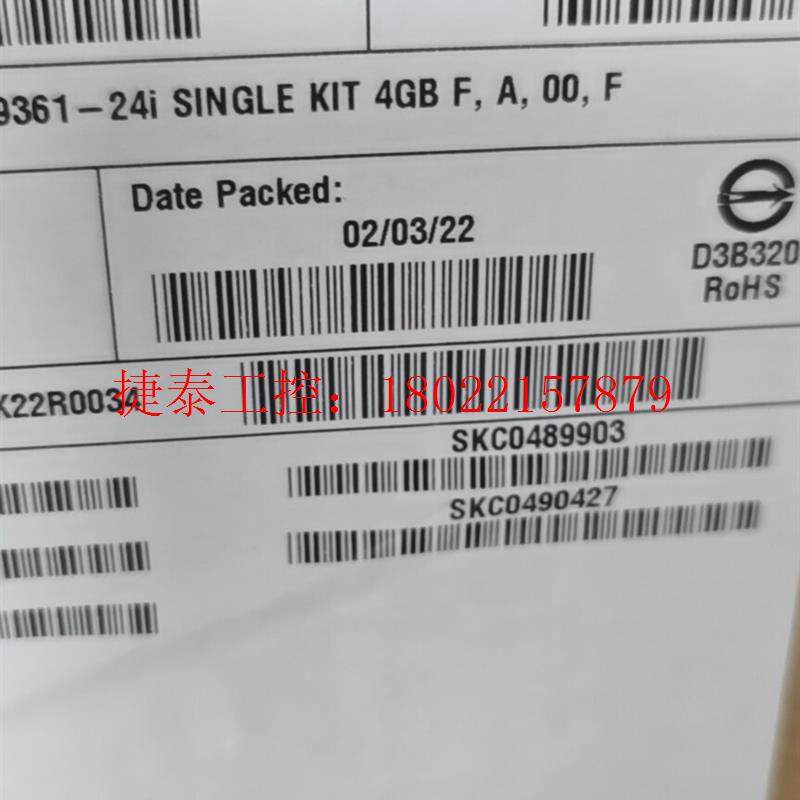 9361-24i SINGLE KIT 4GB F, A, 00, F
Date Packed:
02/03/22
D3B320
RoHS
K22R0034
捷泰工控：18022157879
SKC0489903
SKC0490427